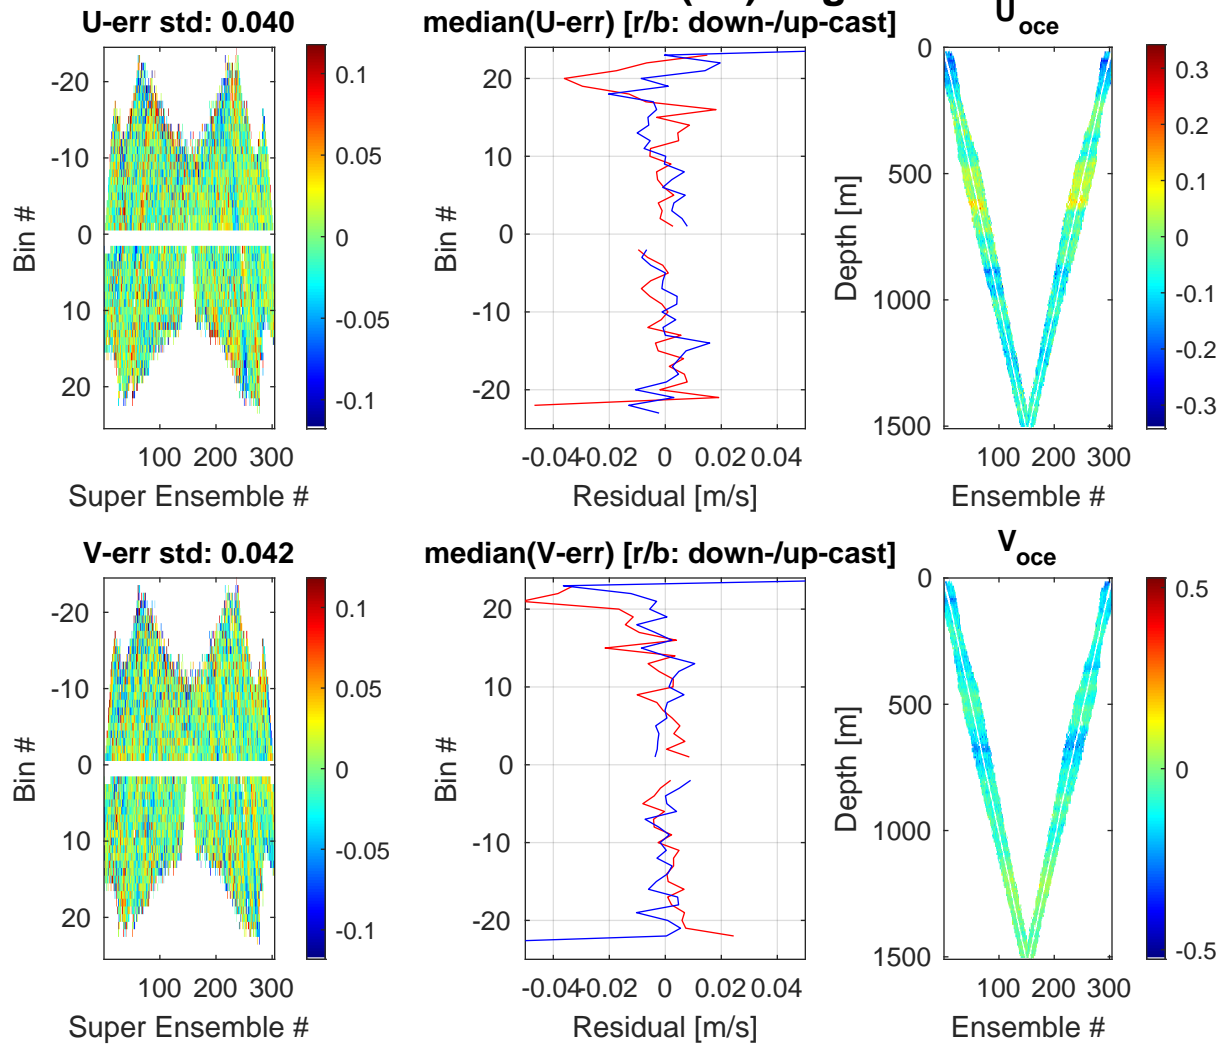 U-err std: 0.040
median(U-err) [r/b: down-/up-cast]
U_oce
-20
-10
0
10
20
Bin #
100 200 300
Super Ensemble #
0.1
0.05
0
-0.05
-0.1
20
10
0
-10
-20
Bin #
-0.04 -0.02 0 0.02 0.04
Residual [m/s]
0
500
1000
1500
Depth [m]
Ensemble #
100 200 300
0.3
0.2
0.1
0
-0.1
-0.2
-0.3
V-err std: 0.042
median(V-err) [r/b: down-/up-cast]
V_oce
-20
-10
0
10
20
Bin #
100 200 300
Super Ensemble #
0.1
0.05
0
-0.05
-0.1
20
10
0
-10
-20
Bin #
-0.04 -0.02 0 0.02 0.04
Residual [m/s]
0
500
1000
1500
Depth [m]
100 200 300
Ensemble #
0.5
0
-0.5